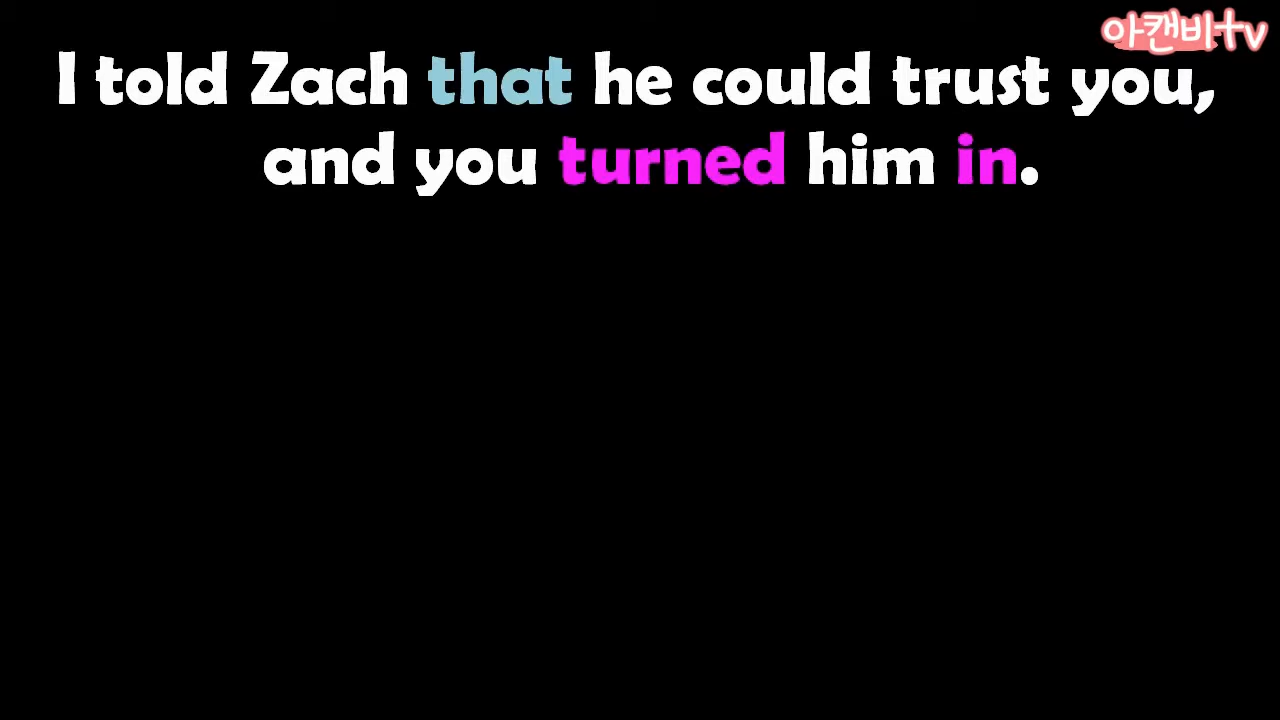 아캔비tv
I told Zach that he could trust you,
and you turned him in.